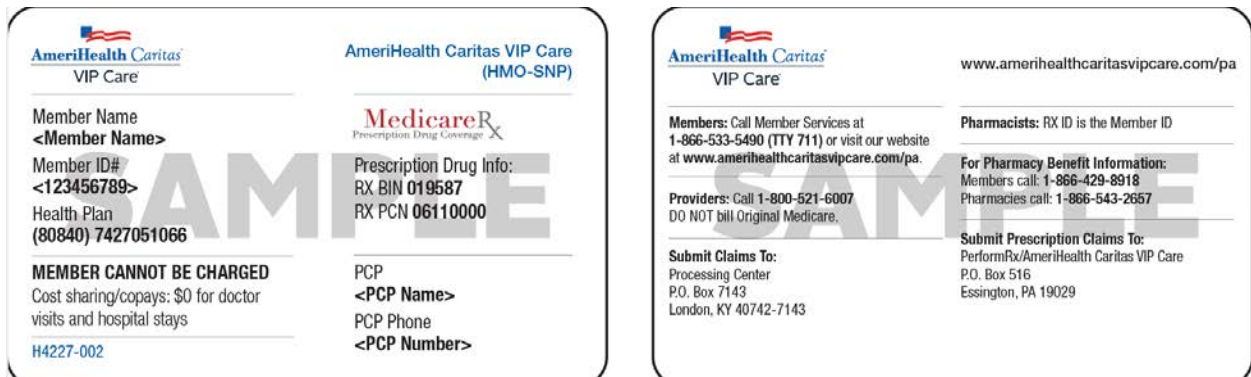 AmeriHealth Caritas
VIP Care
AmeriHealth Caritas VIP Care
(HMO-SNP)
Member Name
<Member Name>
Member ID#
<123456789>
Health Plan
(80840) 7427051066
MedicareRx
Prescription Drug Coverage
Prescription Drug Info:
RX BIN 019587
RX PCN 06110000
SAMPLE
MEMBER CANNOT BE CHARGED
Cost sharing/copays: $0 for doctor
visits and hospital stays
H4227-002
PCP
<PCP Name>
PCP Phone
<PCP Number>
AmeriHealth Caritas
VIP Care
www.amerihealthcaritasvipcare.com/pa
Members: Call Member Services at
1-866-533-5490 (TTY 711) or visit our website
at www.amerihealthcaritasvipcare.com/pa.
Providers: Call 1-800-521-6007
DO NOT bill Original Medicare.
Submit Claims To:
Processing Center
P.O. Box 7143
London, KY 40742-7143
Pharmacists: RX ID is the Member ID
For Pharmacy Benefit Information:
Members call: 1-866-429-8918
Pharmacies call: 1-866-543-2657
SAMPLE
Submit Prescription Claims To:
PerformRx/AmeriHealth Caritas VIP Care
P.O. Box 516
Essington, PA 19029